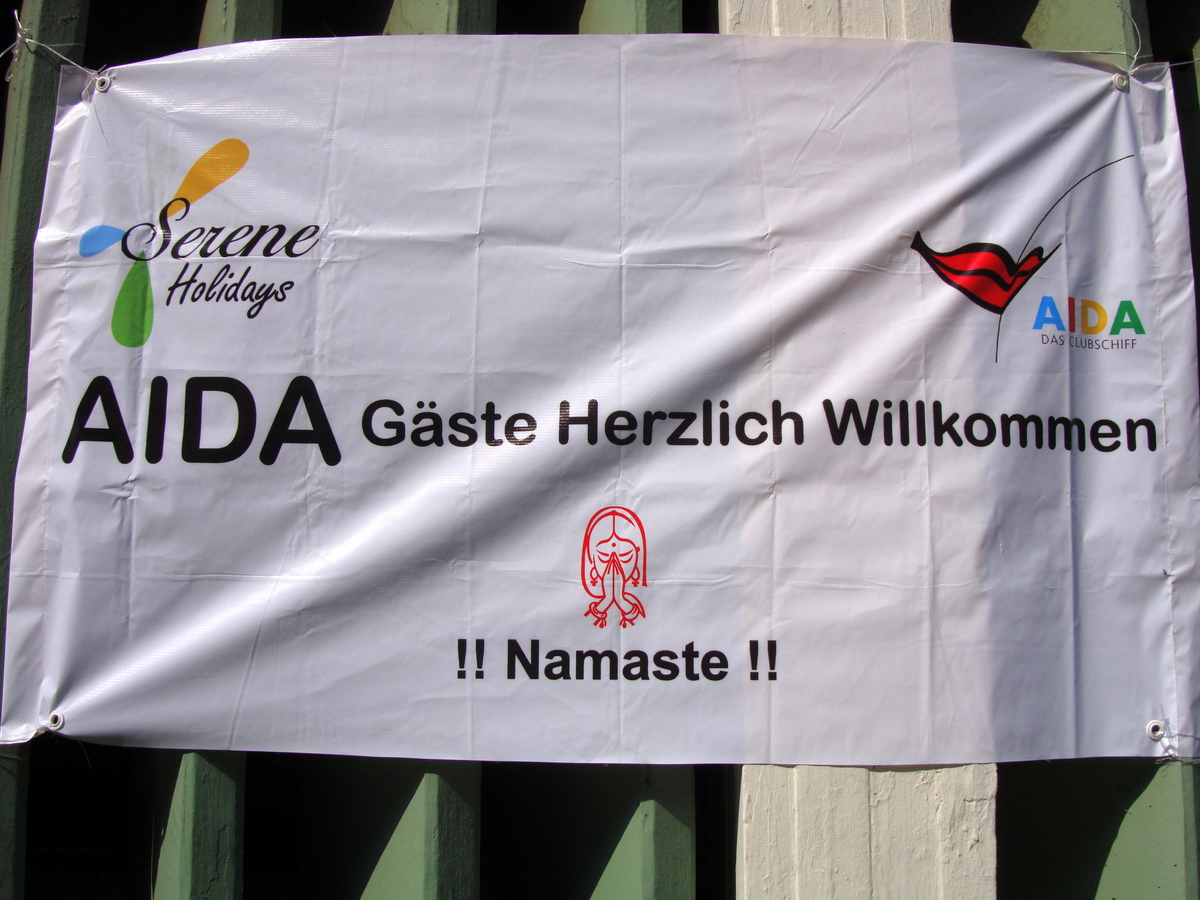 Serene
Holidays
AIDA
DAS CLUBSCHIFF
AIDA Gäste Herzlich Willkommen
!! Namaste !!